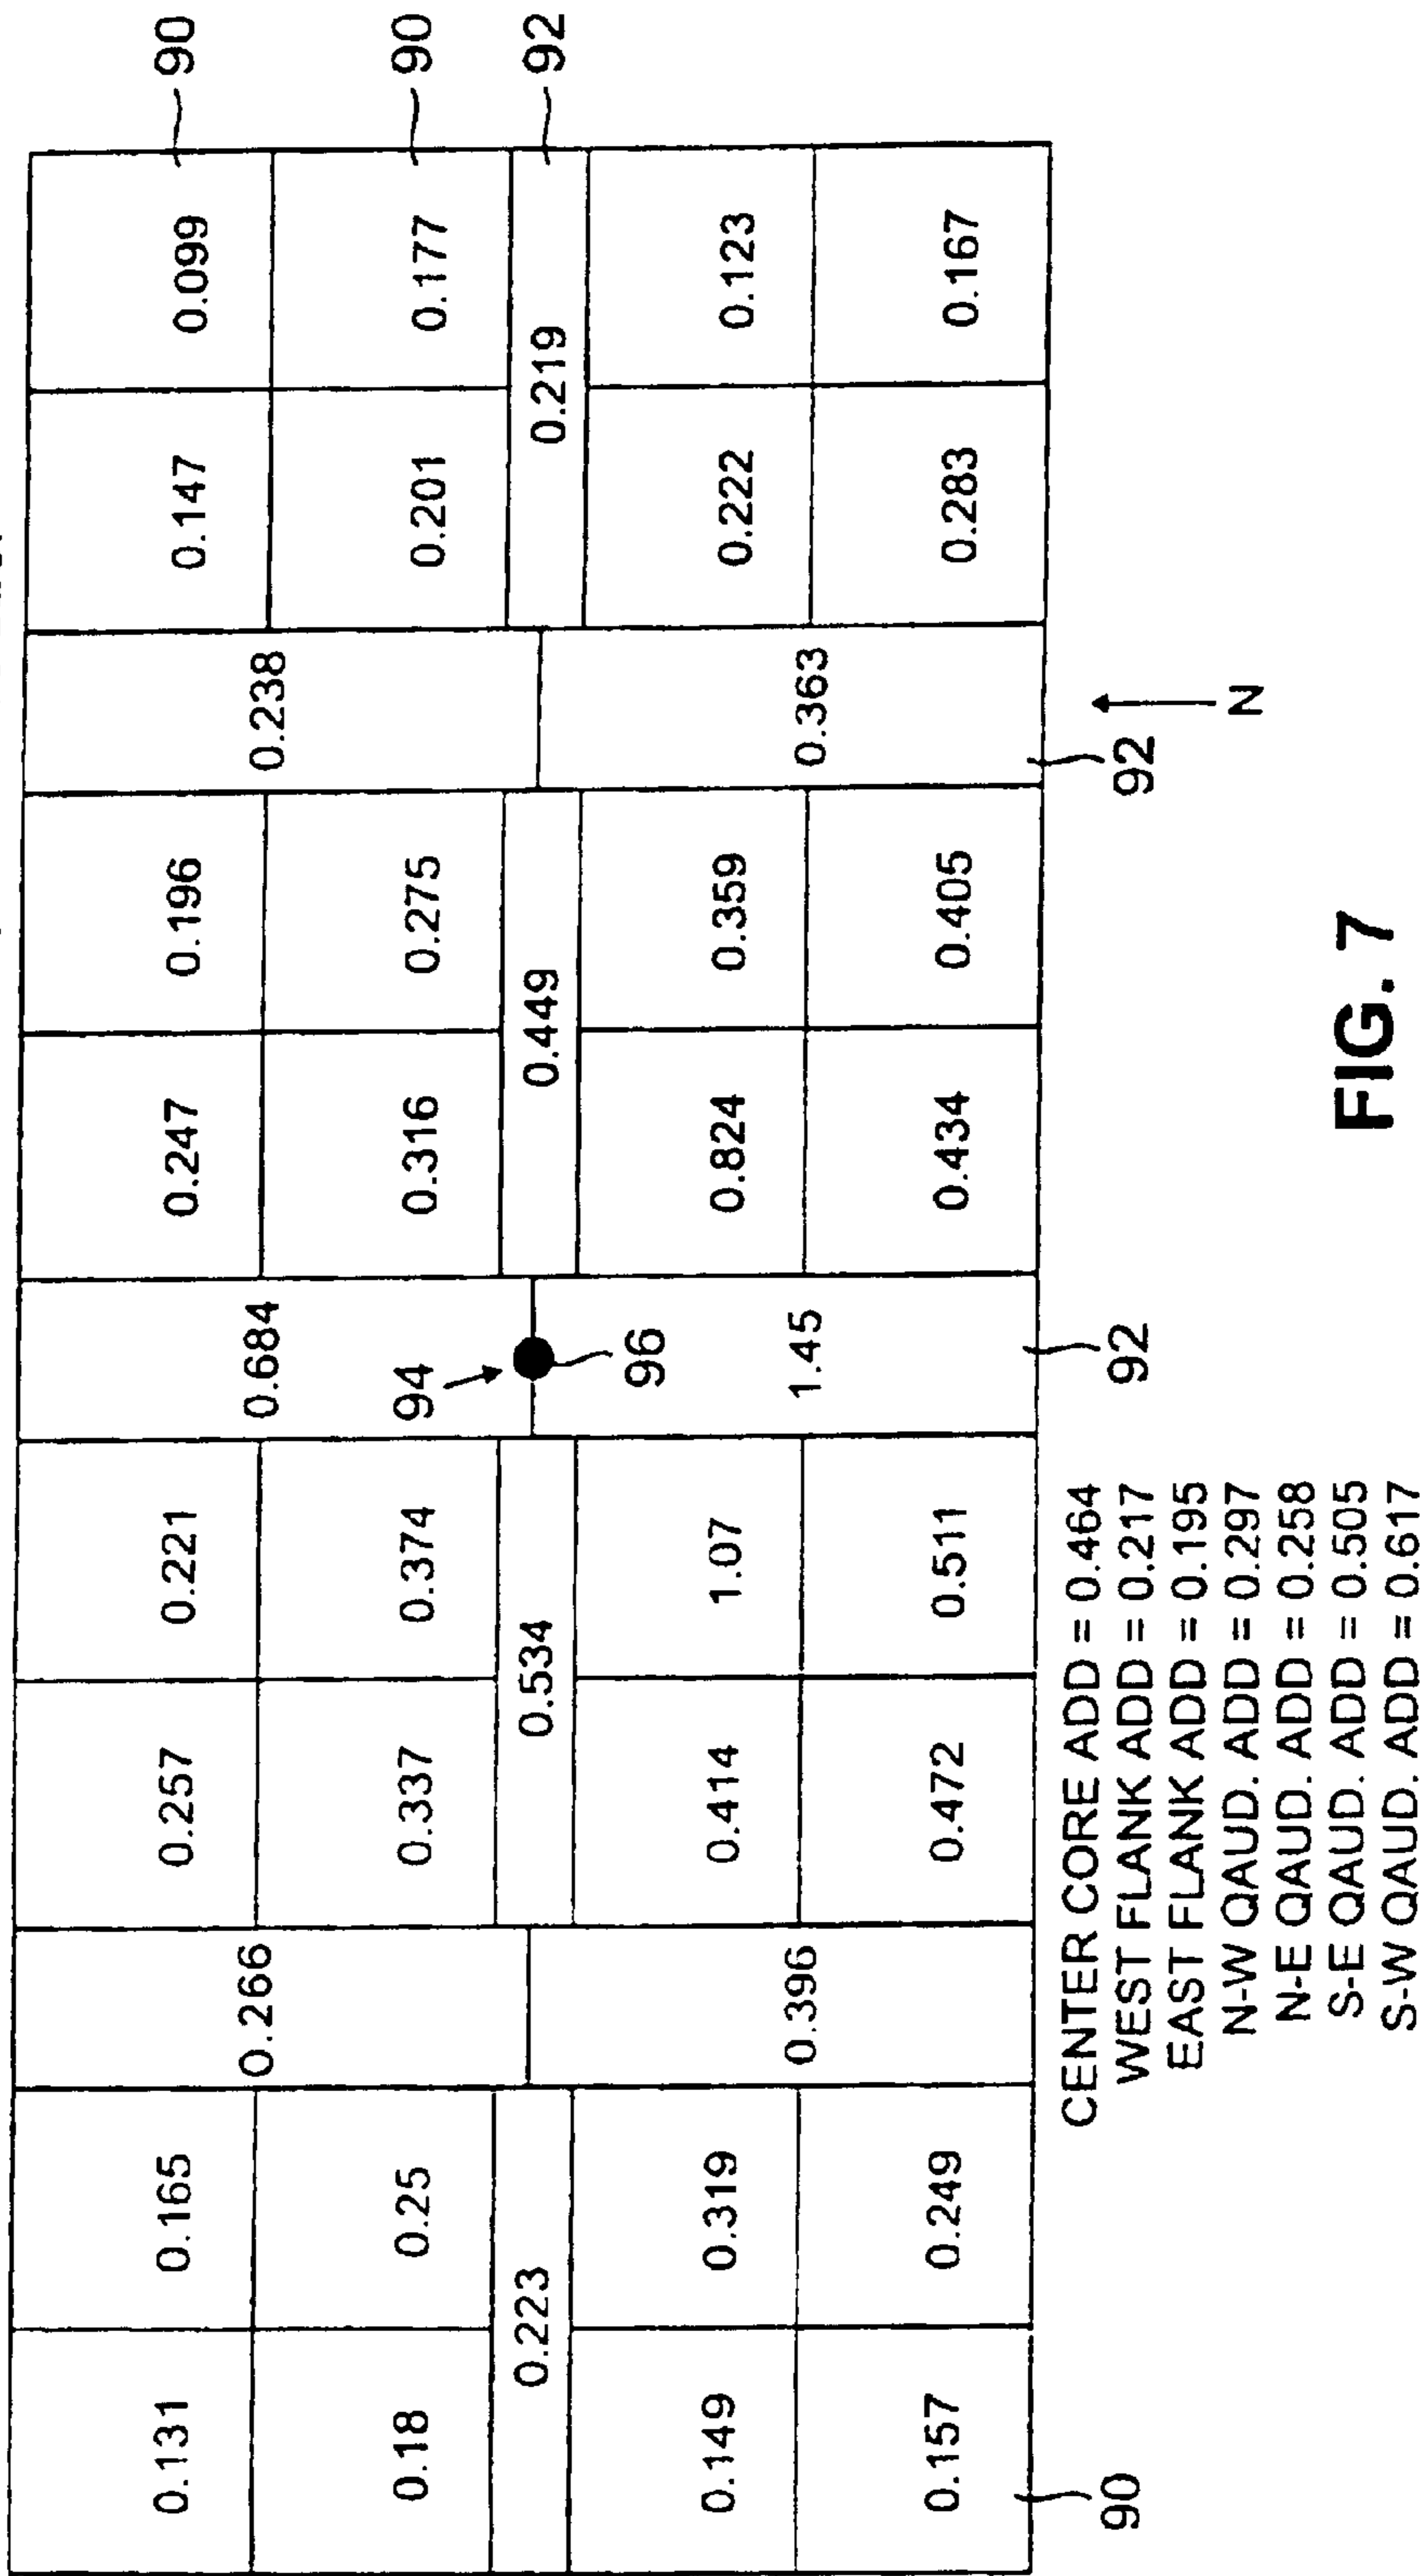 0.131 0.165 0.257 0.221 0.247 0.196 0.147 0.099 90
0.266 0.684 0.238
0.18 0.25 0.337 0.374 94 0.316 0.275 0.201 0.177 90
0.223 0.534 0.449 0.219 92
96
0.149 0.319 0.414 1.07 0.824 0.359 0.222 0.123
0.396 1.45 0.363
0.157 0.249 0.472 0.511 0.434 0.405 0.283 0.167
90 92 92
N
CENTER CORE ADD = 0.464
WEST FLANK ADD = 0.217
EAST FLANK ADD = 0.195
N-W QAUD. ADD = 0.297
N-E QAUD. ADD = 0.258
S-E QAUD. ADD = 0.505
S-W QAUD. ADD = 0.617
FIG. 7